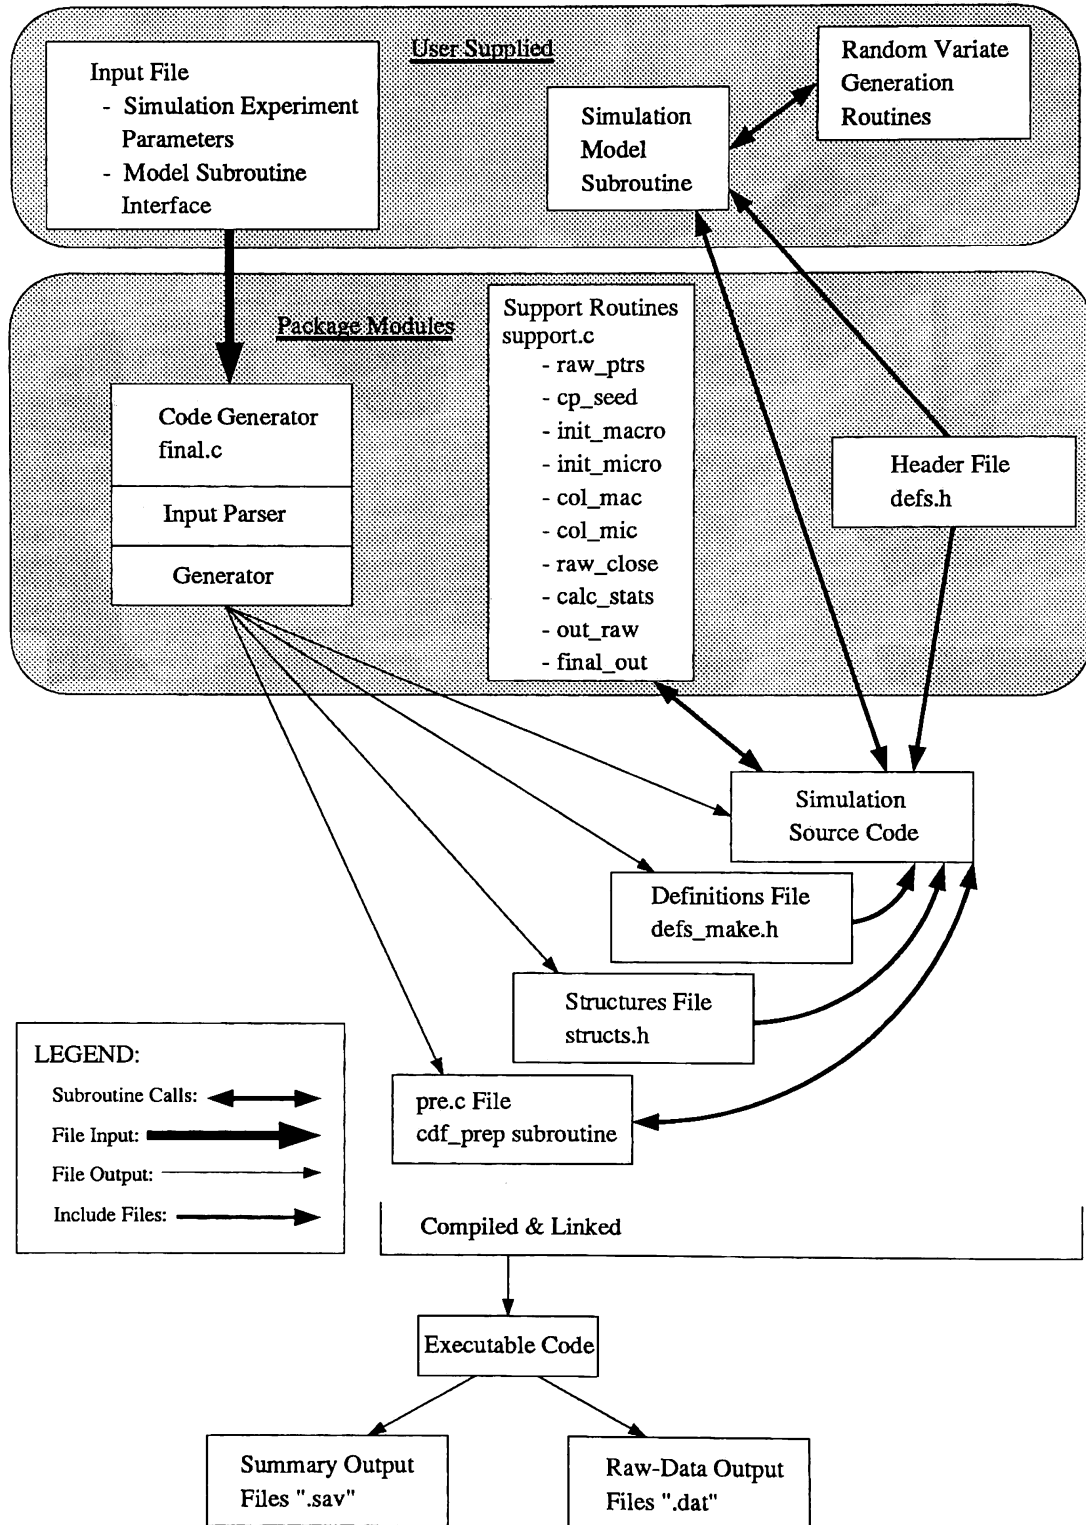 User Supplied
Input File
- Simulation Experiment
Parameters
- Model Subroutine
Interface
Simulation
Model
Subroutine
Random Variate
Generation
Routines
Package Modules
Code Generator
final.c
Input Parser
Generator
Support Routines
support.c
- raw_ptrs
- cp_seed
- init_macro
- init_micro
- col_mac
- col_mic
- raw_close
- calc_stats
- out_raw
- final_out
Header File
defs.h
Simulation
Source Code
Definitions File
defs_make.h
Structures File
structs.h
pre.c File
cdf_prep subroutine
LEGEND:
Subroutine Calls:
File Input:
File Output:
Include Files:
Compiled & Linked
Executable Code
Summary Output
Files ".sav"
Raw-Data Output
Files ".dat"